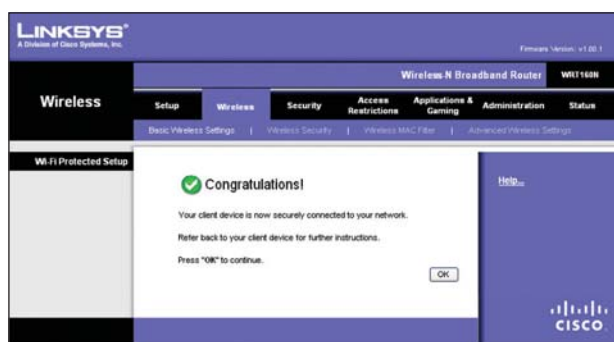 LINKSYS®
A Division of Cisco Systems, Inc.
Firmware Version: v1.00.1
Wireless-N Broadband Router WRT160N
Wireless
Setup Wireless Security Access Restrictions Applications & Gaming Administration Status
Basic Wireless Settings | Wireless Security | Wireless MAC Filter | Advanced Wireless Settings
Wi-Fi Protected Setup
Congratulations!
Help...
Your client device is now securely connected to your network.
Refer back to your client device for further instructions.
Press "OK" to continue.
OK
CISCO.